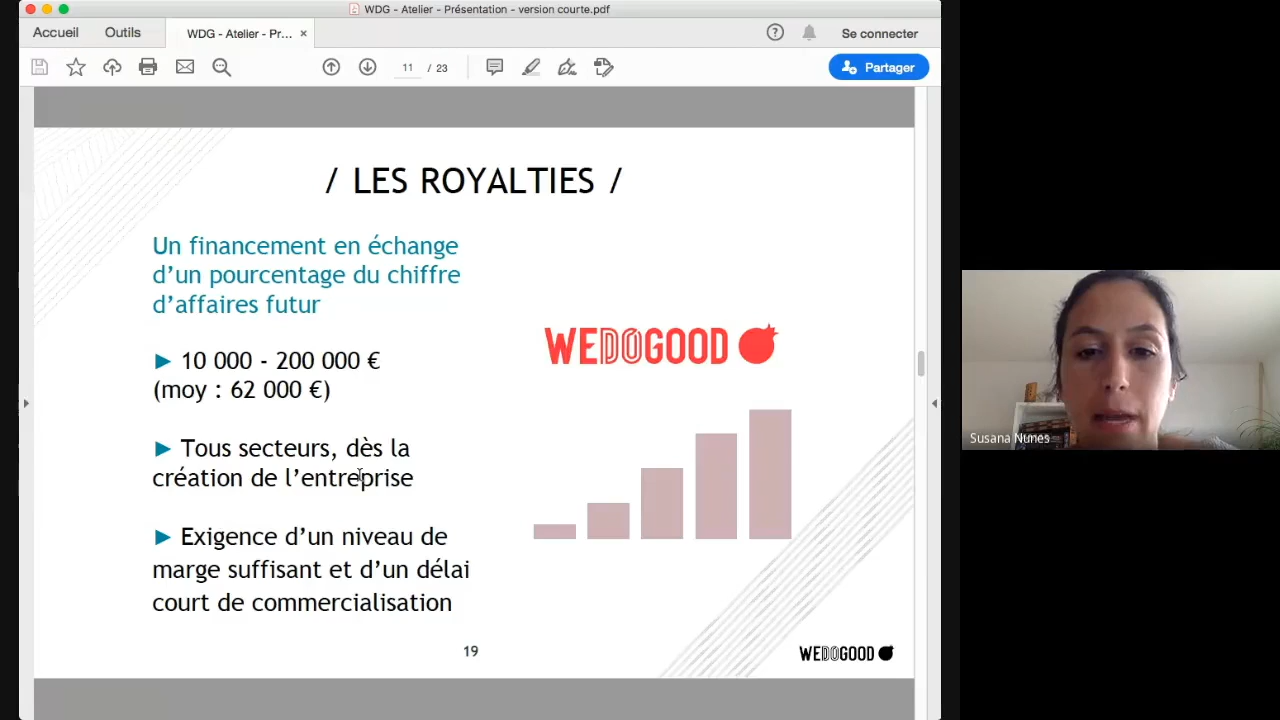 WDG - Atelier - Présentation - version courte.pdf
Accueil Outils WDG - Atelier - Pr... × ? Se connecter
11 / 23 Partager
/ LES ROYALTIES /
Un financement en échange
d’un pourcentage du chiffre
d’affaires futur
► 10 000 - 200 000 €
(moy : 62 000 €)
► Tous secteurs, dès la
création de l’entreprise
► Exigence d’un niveau de
marge suffisant et d’un délai
court de commercialisation
WEDOGOOD
19
WEDOGOOD
Susana Nunes